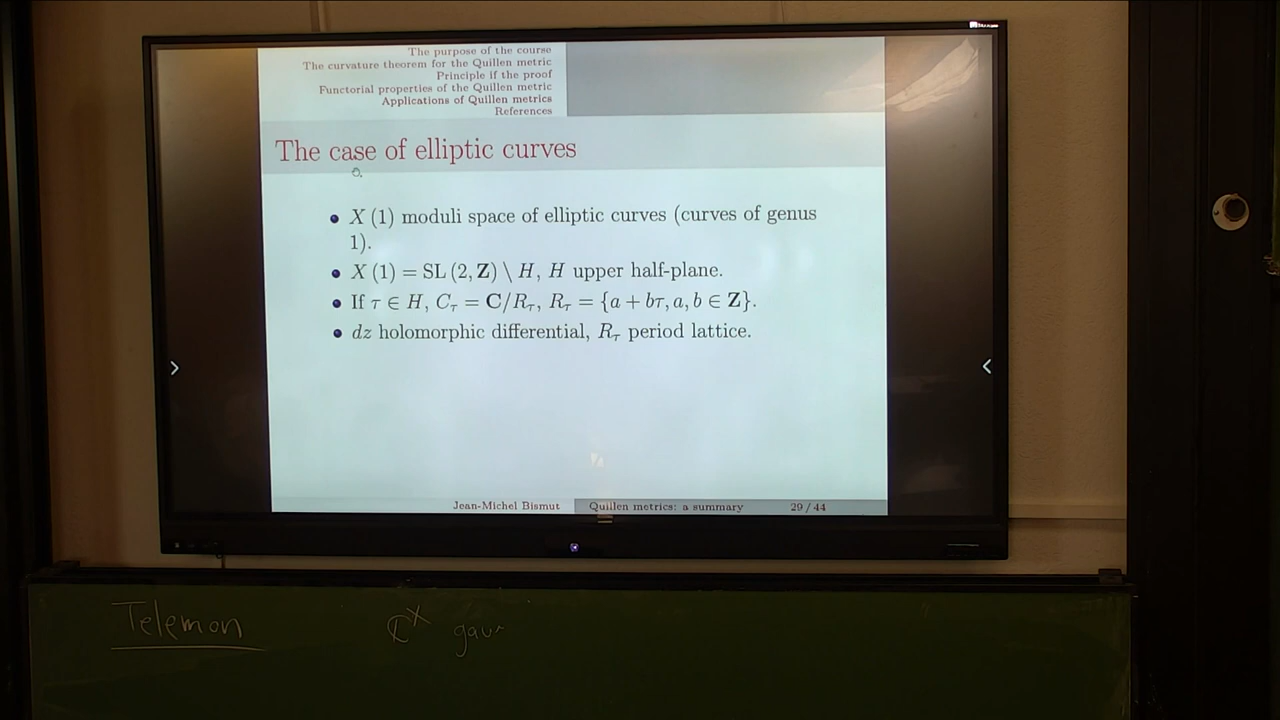 The purpose of the course
The curvature theorem for the Quillen metric
Principle if the proof
Functorial properties of the Quillen metric
Applications of Quillen metrics
References
The case of elliptic curves
• X (1) moduli space of elliptic curves (curves of genus
1).
• X (1) = SL (2, Z) \ H, H upper half-plane.
• If τ ∈ H, C_τ = C/R_τ, R_τ = {a + bτ, a, b ∈ Z}.
• dz holomorphic differential, R_τ period lattice.
Jean-Michel Bismut Quillen metrics: a summary 29 / 44
Telemon ℂ^×